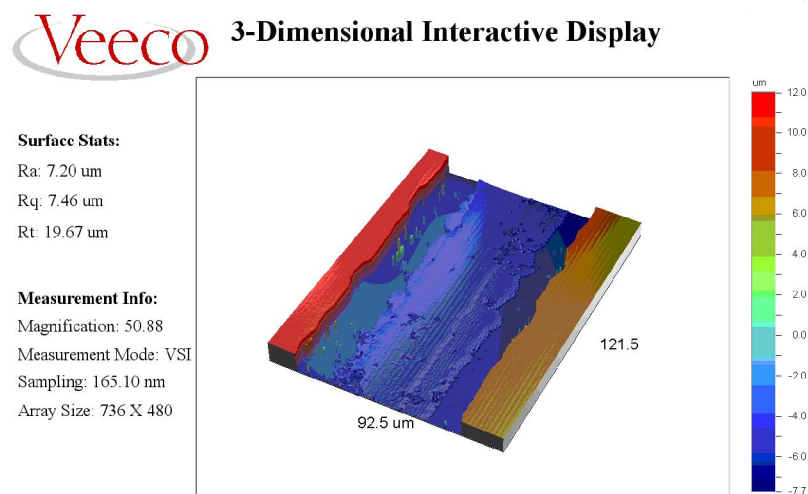 Veeco
3-Dimensional Interactive Display
Surface Stats:
Ra: 7.20 um
Rq: 7.46 um
Rt: 19.67 um
Measurement Info:
Magnification: 50.88
Measurement Mode: VSI
Sampling: 165.10 nm
Array Size: 736 X 480
121.5
92.5 um
um
12.0
10.0
8.0
6.0
4.0
2.0
0.0
-2.0
-4.0
-6.0
-7.7